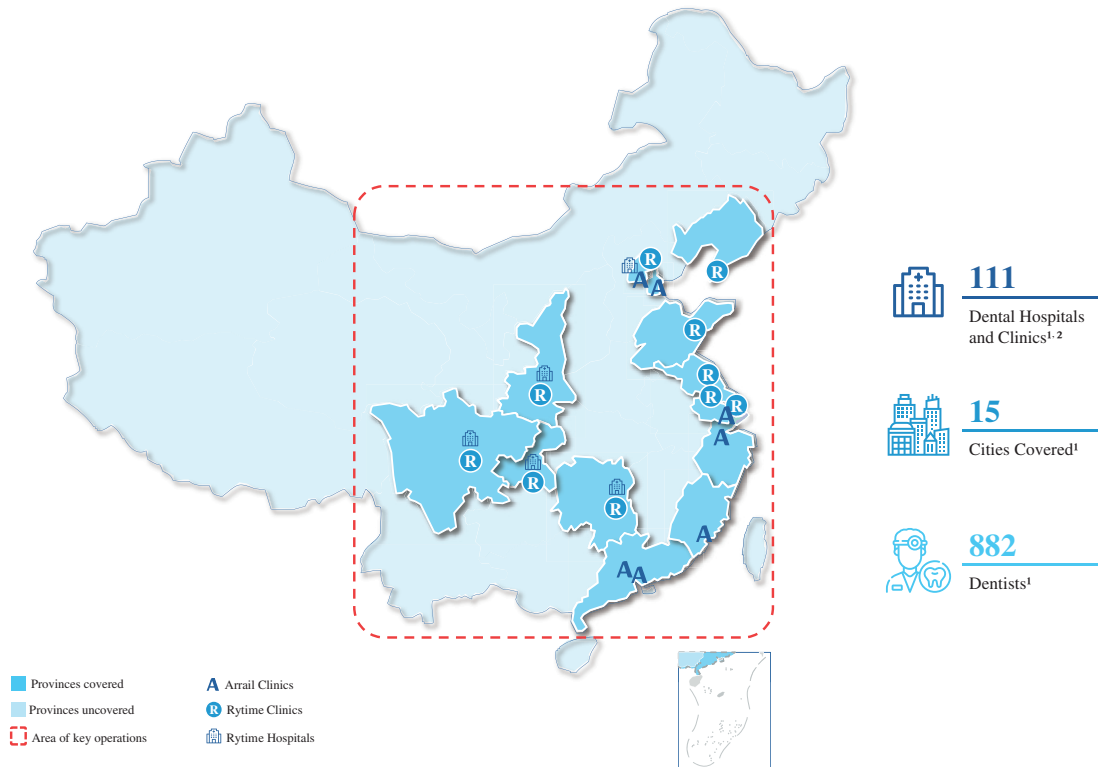 R
R
A
A
R
R
R
R
R
R
A
A
R
R
R
A
A
A
111
Dental Hospitals
and Clinics¹·²
15
Cities Covered¹
882
Dentists¹
Provinces covered
Provinces uncovered
Area of key operations
A Arrail Clinics
R Rytime Clinics
Rytime Hospitals